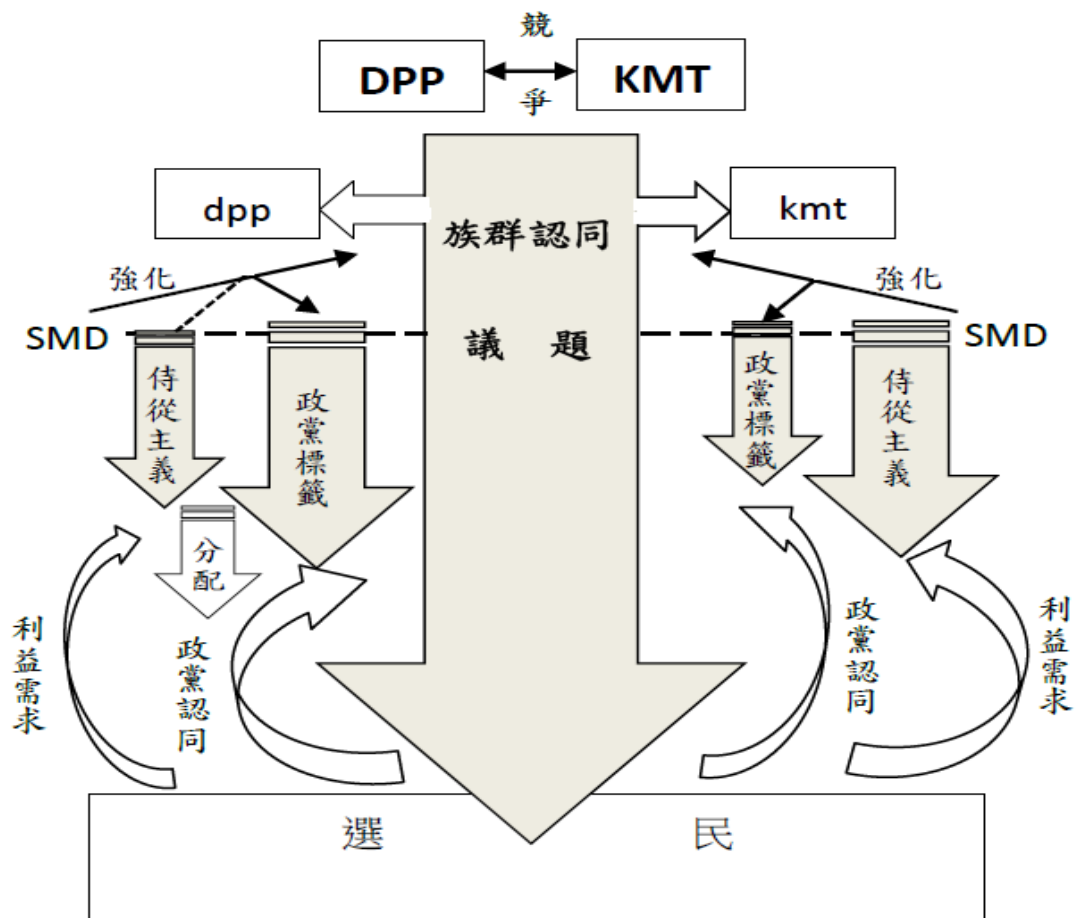 競
DPP
KMT
爭
dpp
kmt
族群認同
強化
強化
SMD
議 題
SMD
侍從主義
政黨標籤
政黨標籤
侍從主義
分配
利益需求
政黨認同
政黨認同
利益需求
選 民